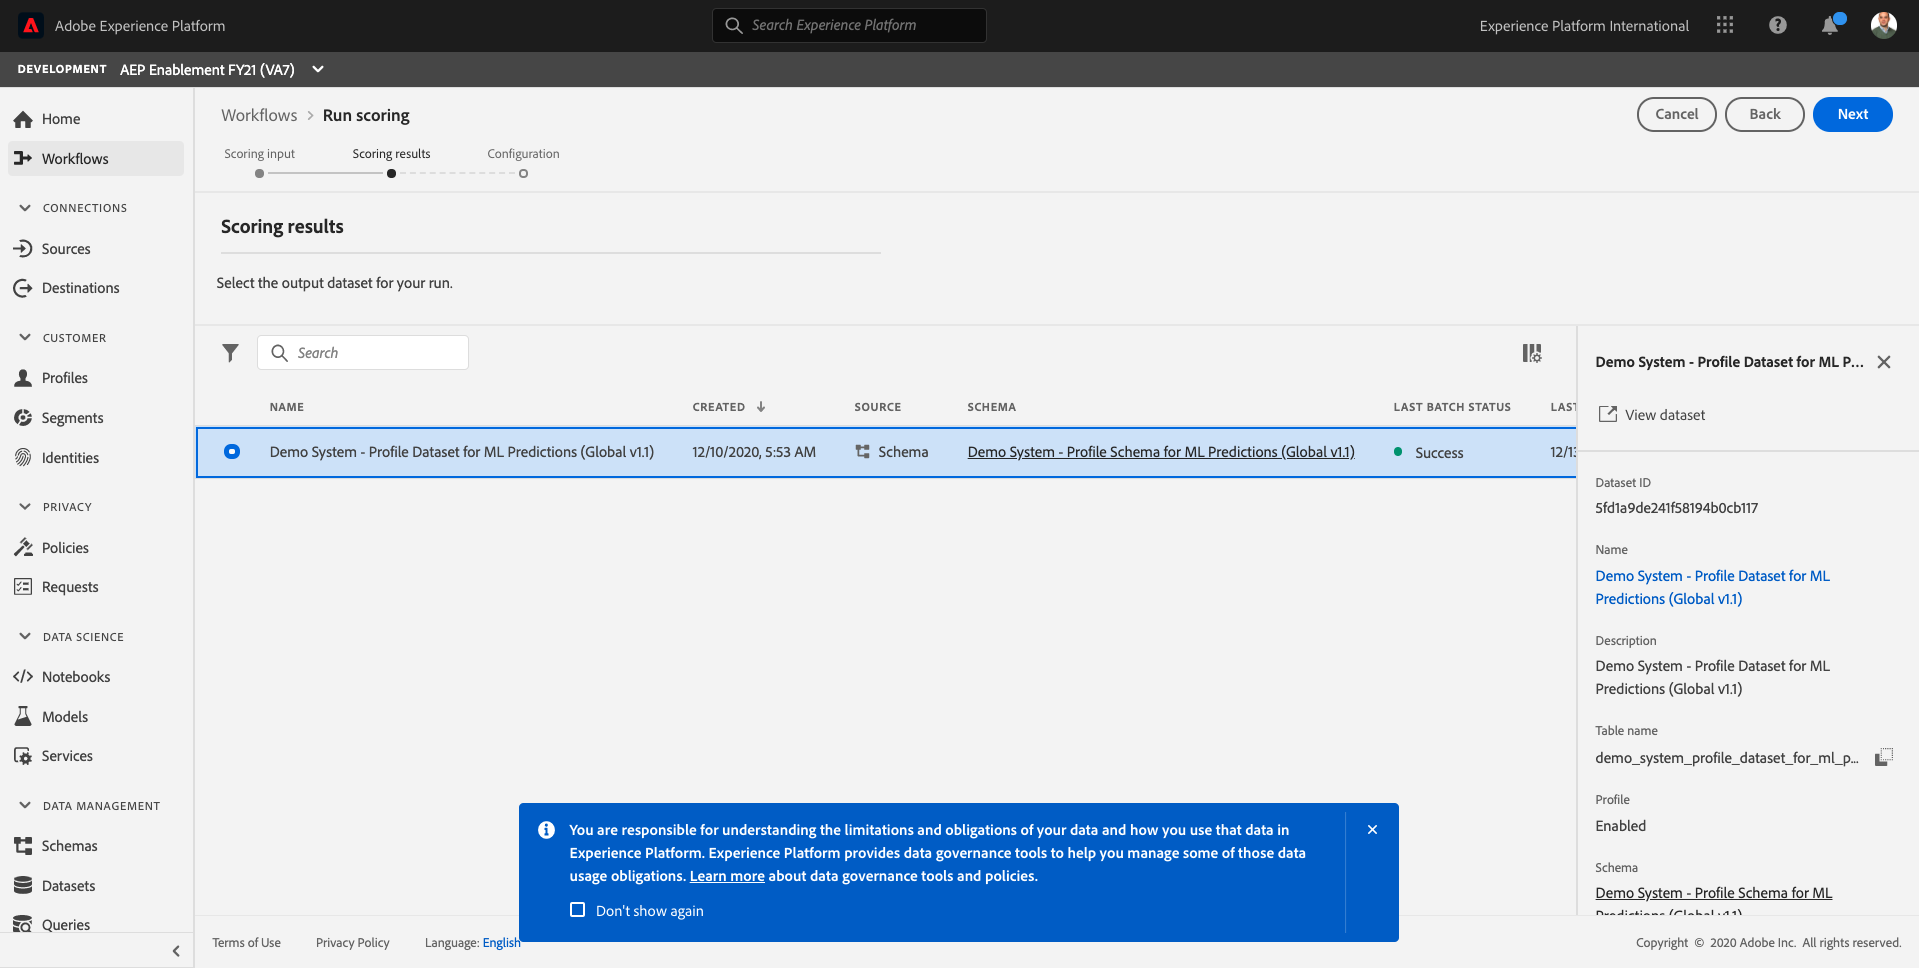 Adobe Experience Platform
Search Experience Platform
Experience Platform International
DEVELOPMENT AEP Enablement FY21 (VA7)
Home
Workflows
CONNECTIONS
Sources
Destinations
CUSTOMER
Profiles
Segments
Identities
PRIVACY
Policies
Requests
DATA SCIENCE
Notebooks
Models
Services
DATA MANAGEMENT
Schemas
Datasets
Queries
Workflows > Run scoring
Cancel
Back
Next
Scoring input
Scoring results
Configuration
Scoring results
Select the output dataset for your run.
Search
NAME CREATED SOURCE SCHEMA LAST BATCH STATUS LAST
Demo System - Profile Dataset for ML Predictions (Global v1.1) 12/10/2020, 5:53 AM Schema Demo System - Profile Schema for ML Predictions (Global v1.1) Success 12/13
Demo System - Profile Dataset for ML P...
View dataset
Dataset ID
5fd1a9de241f58194b0cb117
Name
Demo System - Profile Dataset for ML
Predictions (Global v1.1)
Description
Demo System - Profile Dataset for ML
Predictions (Global v1.1)
Table name
demo_system_profile_dataset_for_ml_p...
Profile
Enabled
Schema
Demo System - Profile Schema for ML
Predictions (Global v1.1)
You are responsible for understanding the limitations and obligations of your data and how you use that data in
Experience Platform. Experience Platform provides data governance tools to help you manage some of those data
usage obligations. Learn more about data governance tools and policies.
Don't show again
Terms of Use
Privacy Policy
Language: English
Copyright © 2020 Adobe Inc. All rights reserved.